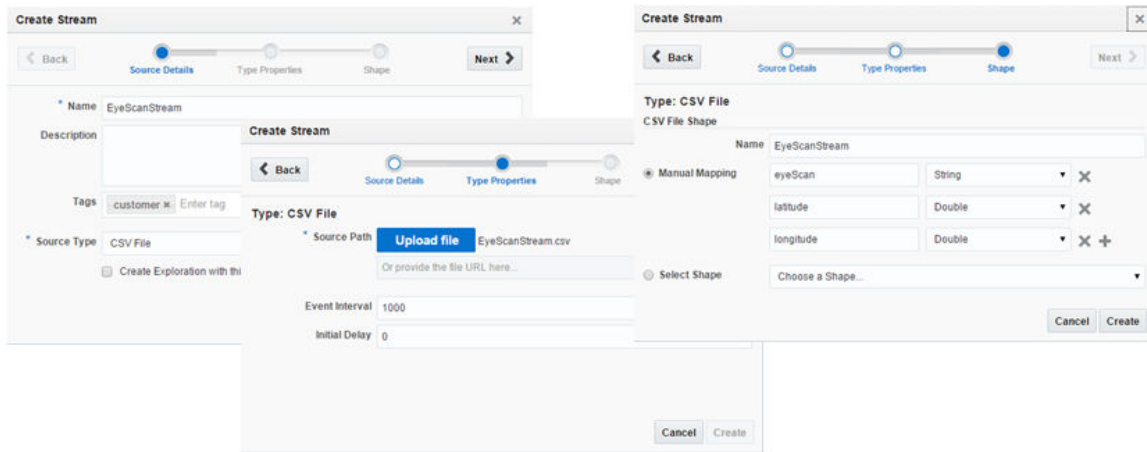 Create Stream
Back
Next
Source Details
Type Properties
Shape
* Name EyeScanStream
Description
Tags customer × Enter tag
* Source Type CSV File
Create Exploration with thi
Create Stream
Back
Source Details
Type Properties
Shape
Type: CSV File
* Source Path Upload file EyeScanStream.csv
Or provide the file URL here...
Event Interval 1000
Initial Delay 0
Cancel Create
Create Stream
Back
Next
Source Details
Type Properties
Shape
Type: CSV File
CSV File Shape
Name EyeScanStream
Manual Mapping eyeScan String
latitude Double
longitude Double
Select Shape Choose a Shape...
Cancel Create